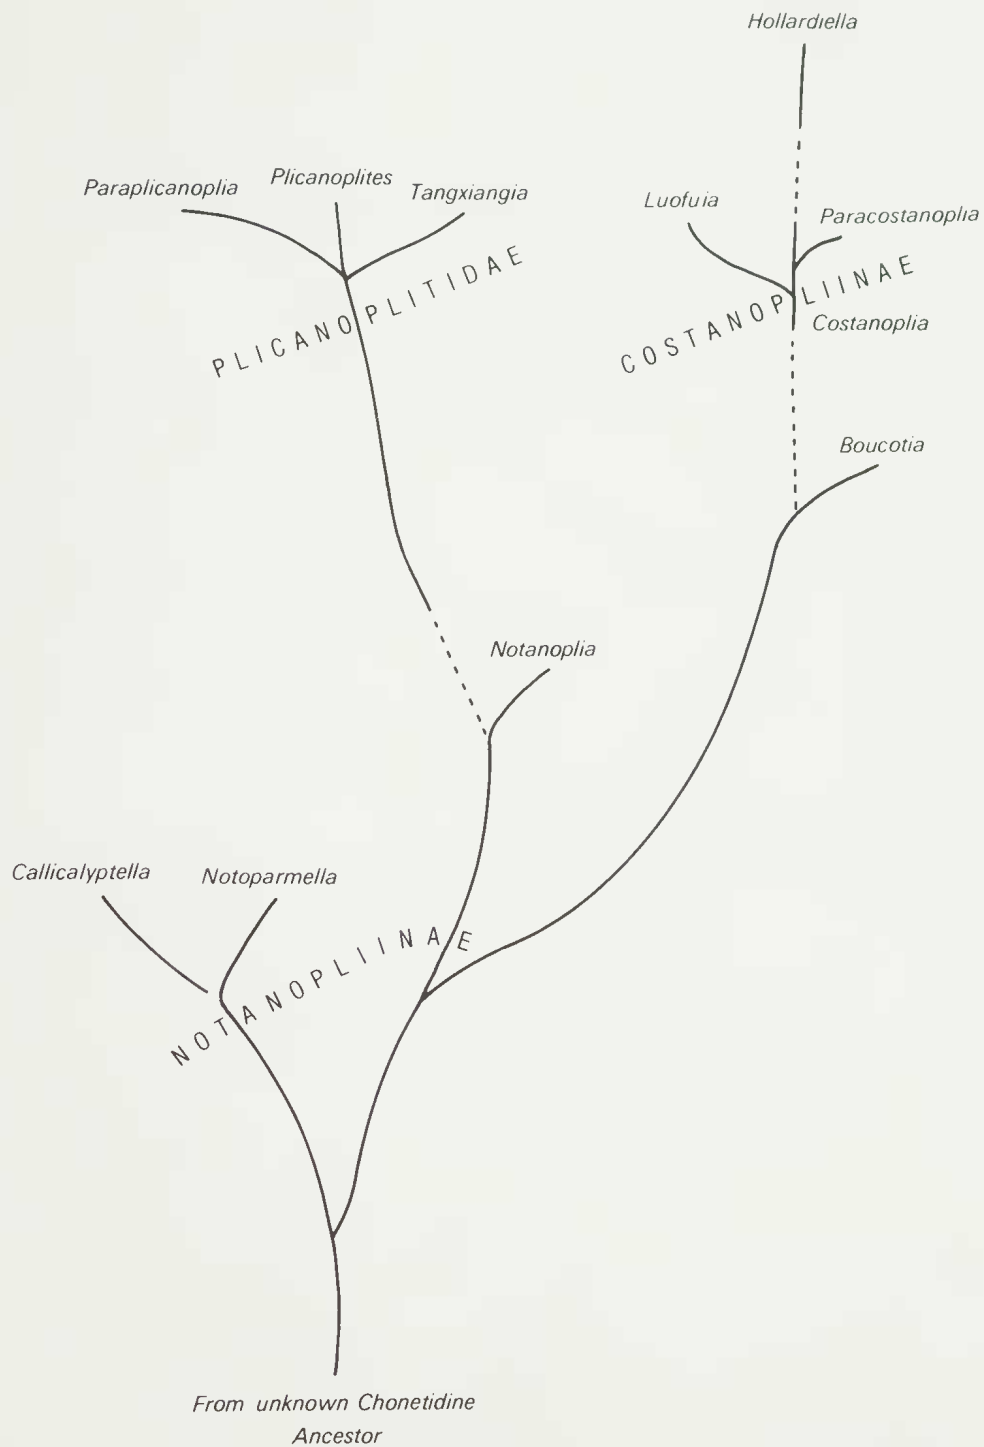 Hollardiella
Paraplicanoplia
Plicanoplites
Tangxiangia
Luofuia
Paracostanoplia
PLICANOPLITIDAE
COSTANOPLIINAE
Costanoplia
Boucotia
Notanoplia
Callicalyptella
Notoparmella
NOTANOPLIINAE
From unknown Chonetidine
Ancestor